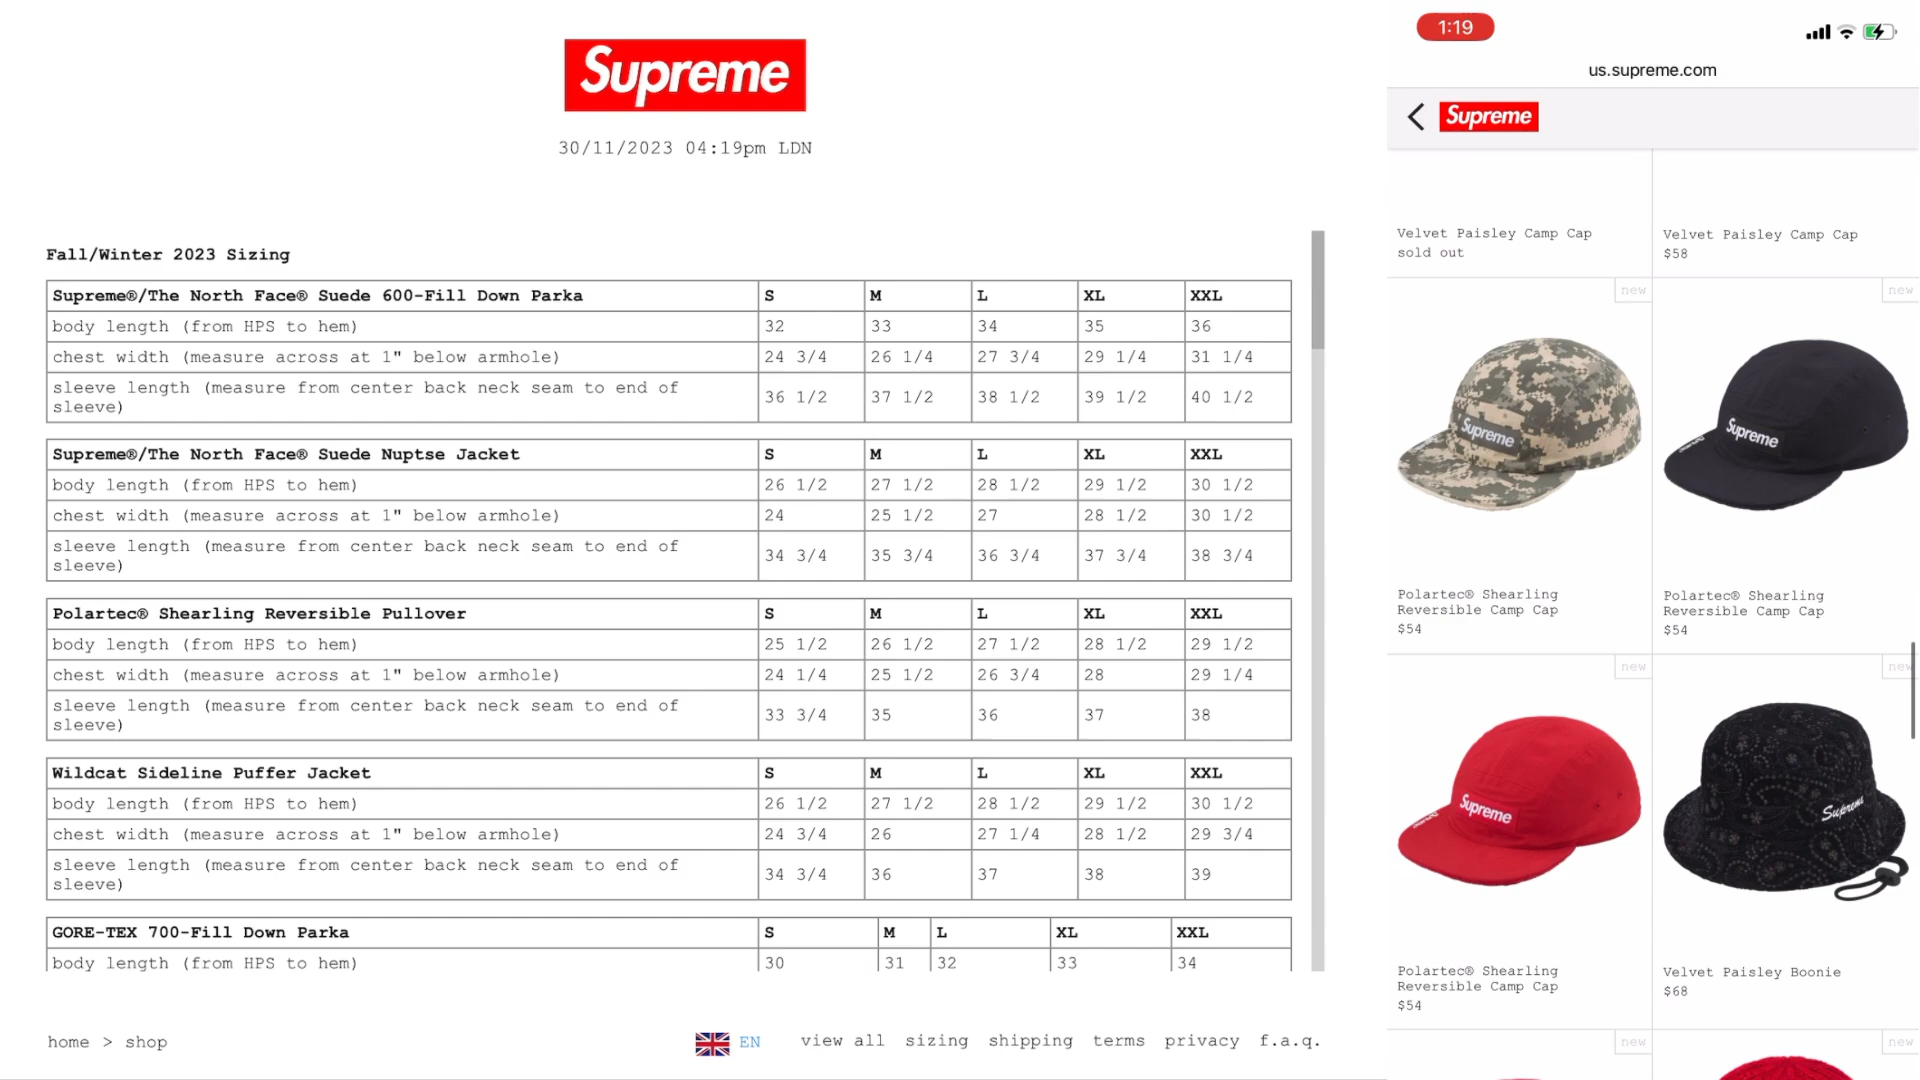 Supreme
30/11/2023 04:19pm LDN
Fall/Winter 2023 Sizing
Supreme®/The North Face® Suede 600-Fill Down Parka S M L XL XXL
body length (from HPS to hem) 32 33 34 35 36
chest width (measure across at 1" below armhole) 24 3/4 26 1/4 27 3/4 29 1/4 31 1/4
sleeve length (measure from center back neck seam to end of
sleeve) 36 1/2 37 1/2 38 1/2 39 1/2 40 1/2
Supreme®/The North Face® Suede Nuptse Jacket S M L XL XXL
body length (from HPS to hem) 26 1/2 27 1/2 28 1/2 29 1/2 30 1/2
chest width (measure across at 1" below armhole) 24 25 1/2 27 28 1/2 30 1/2
sleeve length (measure from center back neck seam to end of
sleeve) 34 3/4 35 3/4 36 3/4 37 3/4 38 3/4
Polartec® Shearling Reversible Pullover S M L XL XXL
body length (from HPS to hem) 25 1/2 26 1/2 27 1/2 28 1/2 29 1/2
chest width (measure across at 1" below armhole) 24 1/4 25 1/2 26 3/4 28 29 1/4
sleeve length (measure from center back neck seam to end of
sleeve) 33 3/4 35 36 37 38
Wildcat Sideline Puffer Jacket S M L XL XXL
body length (from HPS to hem) 26 1/2 27 1/2 28 1/2 29 1/2 30 1/2
chest width (measure across at 1" below armhole) 24 3/4 26 27 1/4 28 1/2 29 3/4
sleeve length (measure from center back neck seam to end of
sleeve) 34 3/4 36 37 38 39
GORE-TEX 700-Fill Down Parka S M L XL XXL
body length (from HPS to hem) 30 31 32 33 34
home > shop
EN view all sizing shipping terms privacy f.a.q.
1:19
us.supreme.com
Supreme
Velvet Paisley Camp Cap
sold out
Velvet Paisley Camp Cap
$58
new
new
Supreme
Supreme
Polartec® Shearling
Reversible Camp Cap
$54
Polartec® Shearling
Reversible Camp Cap
$54
new
new
Supreme
Supreme
Polartec® Shearling
Reversible Camp Cap
$54
Velvet Paisley Boonie
$68
new
new